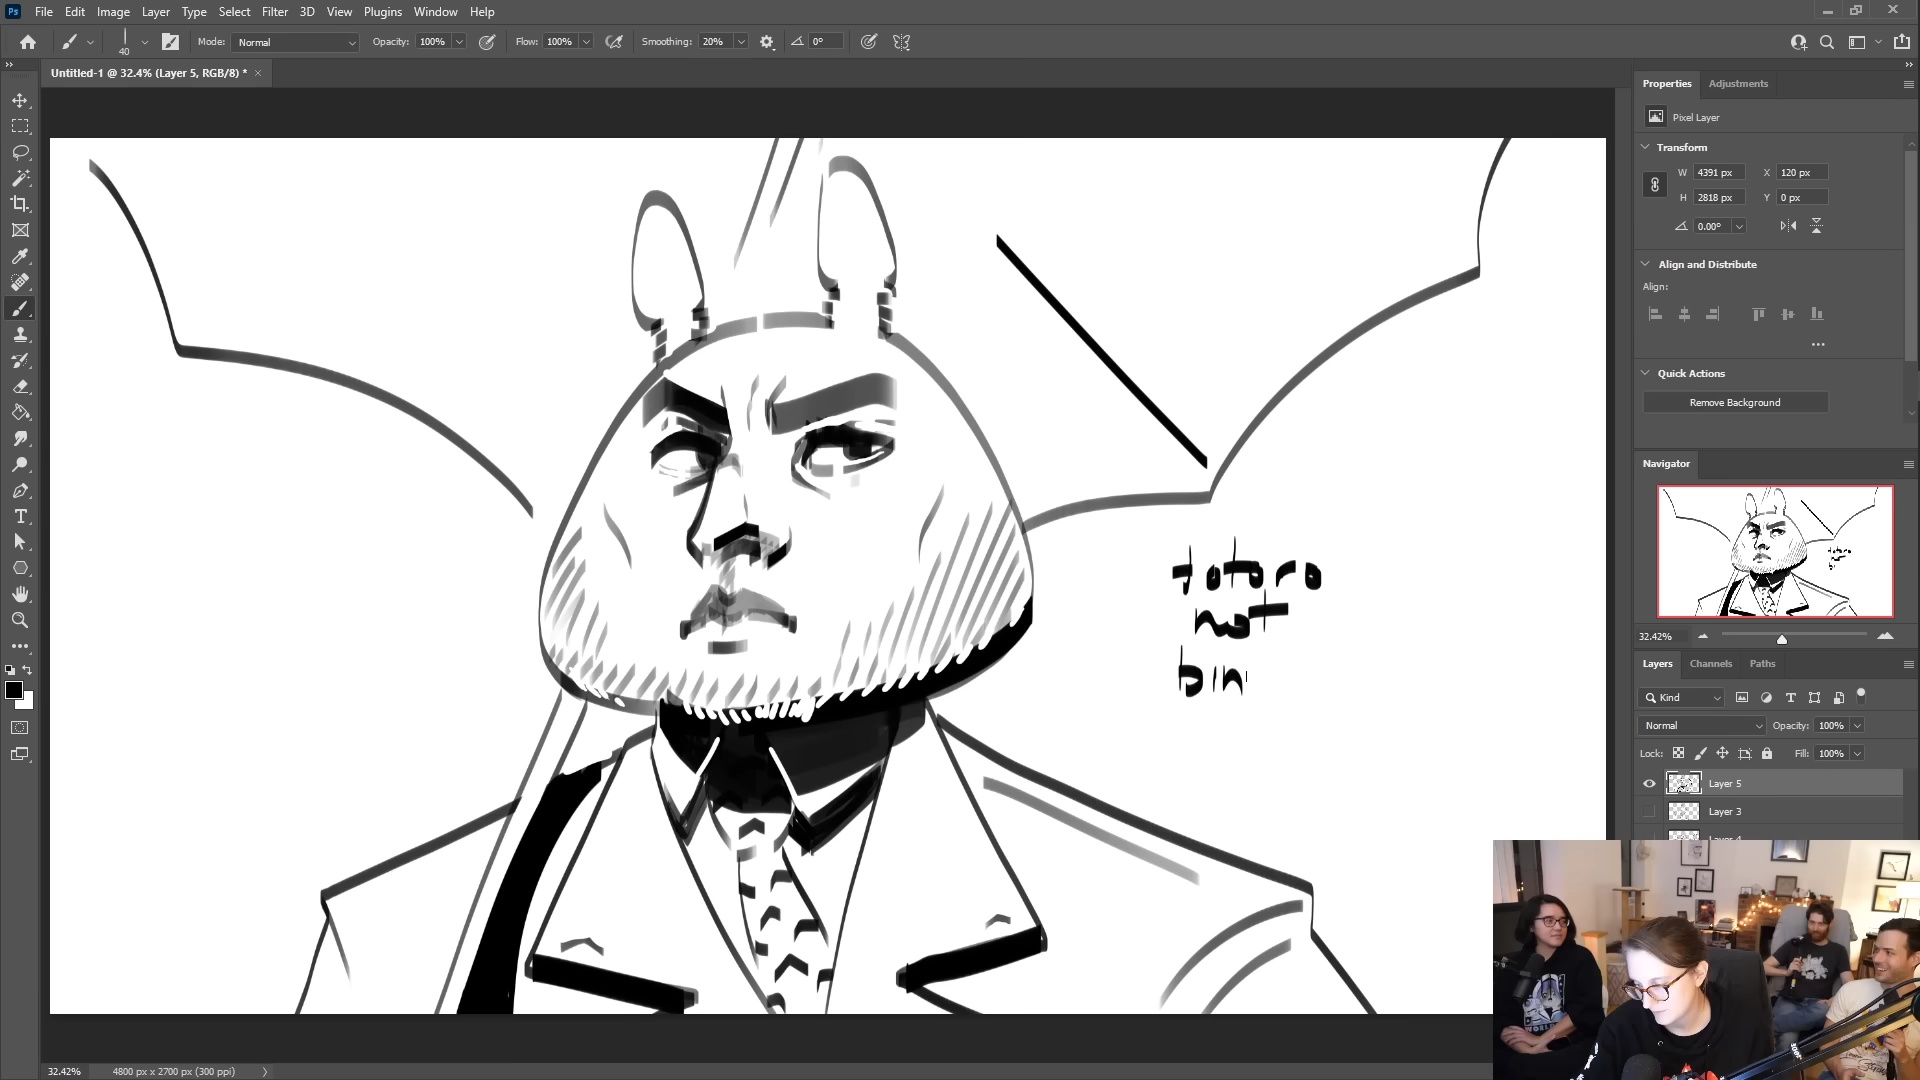 Ps File Edit Image Layer Type Select Filter 3D View Plugins Window Help
40 Mode: Normal Opacity: 100% Flow: 100% Smoothing: 20% 0°
Untitled-1 @ 32.4% (Layer 5, RGB/8) *
Properties Adjustments
Pixel Layer
Transform
W 4391 px X 120 px
H 2818 px Y 0 px
0.00°
Align and Distribute
Align:
Quick Actions
Remove Background
Navigator
32.42%
Layers Channels Paths
Kind
Normal Opacity: 100%
Lock: Fill: 100%
Layer 5
Layer 3
totoro
not
bin
32.42% 4800 px x 2700 px (300 ppi)